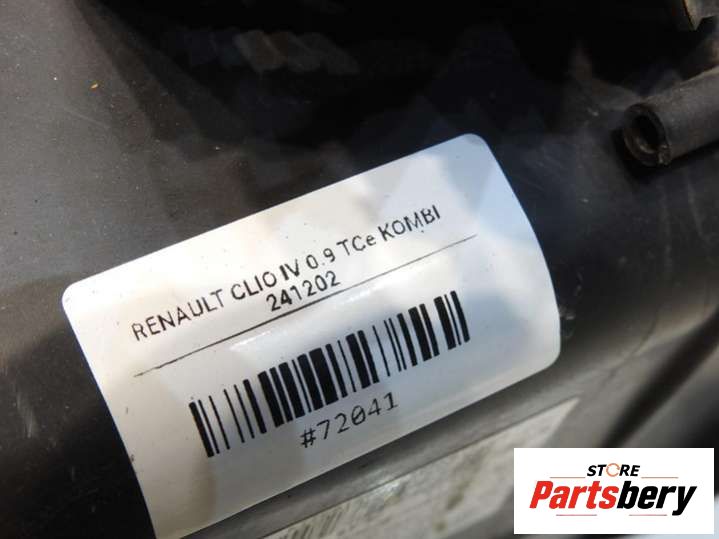 RENAULT CLIO IV 0.9 TCe KOMBI
241202
#72041
STORE
Partsbery